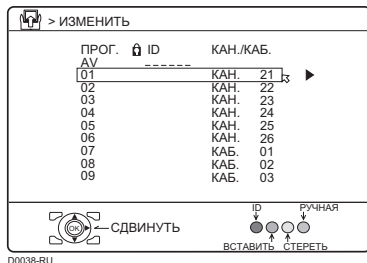 > ИЗМЕНИТЬ
ПРОГ. ID КАН./КАБ.
AV ------
01 КАН. 21
02 КАН. 22
03 КАН. 23
04 КАН. 24
05 КАН. 25
06 КАН. 26
07 КАБ. 01
08 КАБ. 02
09 КАБ. 03
OK СДВИНУТЬ
ID РУЧНАЯ
ВСТАВИТЬ СТЕРЕТЬ
D0038-RU